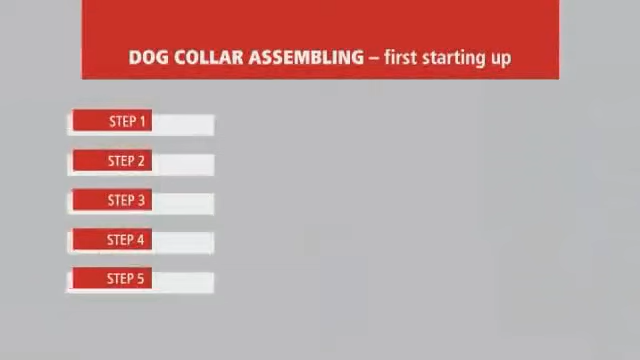 DOG COLLAR ASSEMBLING – first starting up
STEP 1
STEP 2
STEP 3
STEP 4
STEP 5